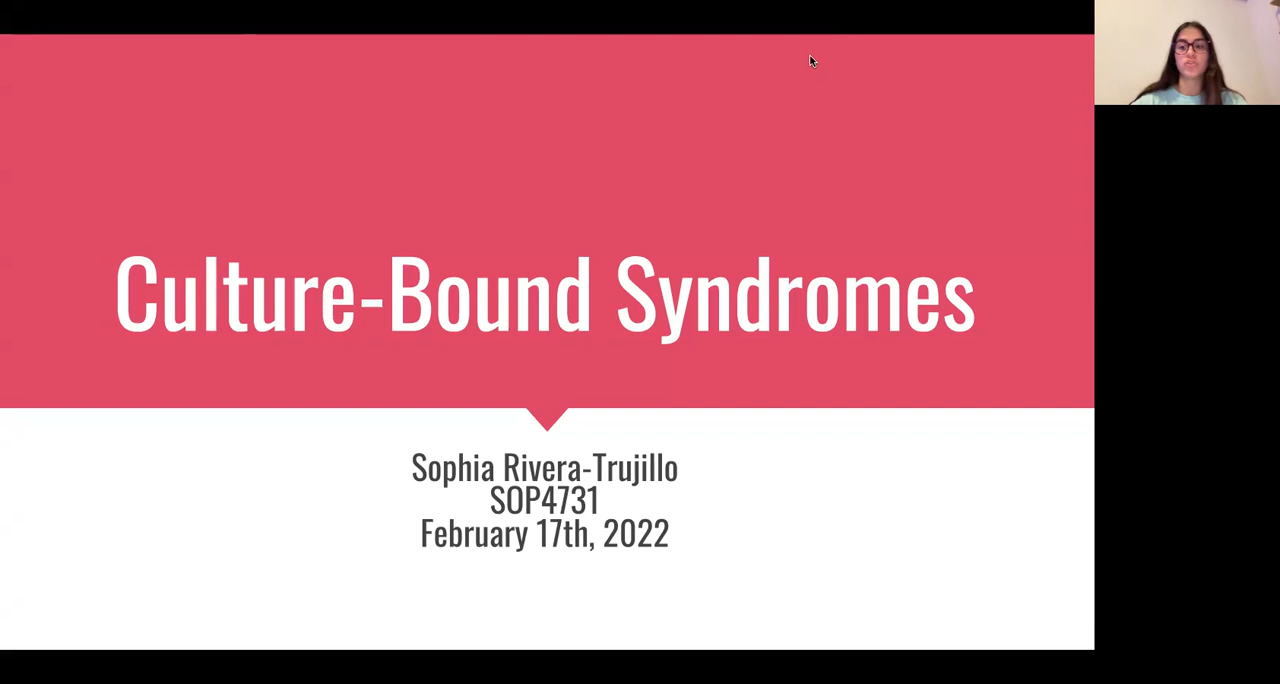 Culture-Bound Syndromes
Sophia Rivera-Trujillo
SOP4731
February 17th, 2022